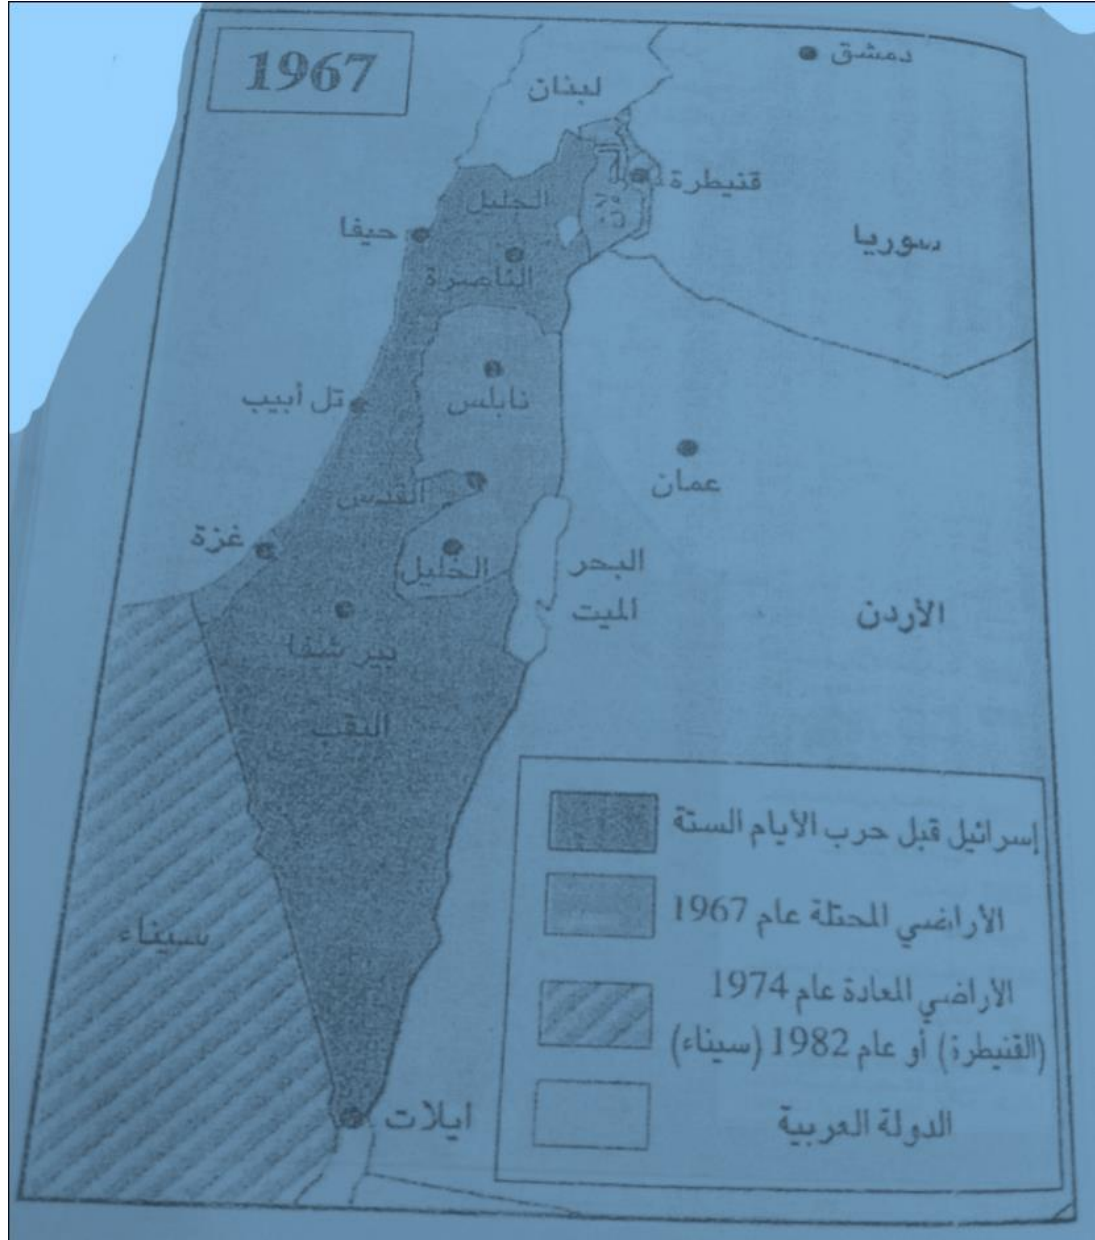 1967
دمشق
لبنان
الجولان
قنيطرة
الجليل
حيفا
سوريا
الناصرة
نابلس
تل أبيب
عمان
القدس
غزة
الخليل
البحر
الميت
الأردن
بير شفا
النقب
إسرائيل قبل حرب الأيام الستة
الأراضي المحتلة عام 1967
سيناء
الأراضي المعادة عام 1974
(القنيطرة) أو عام 1982 (سيناء)
ايلات
الدولة العربية